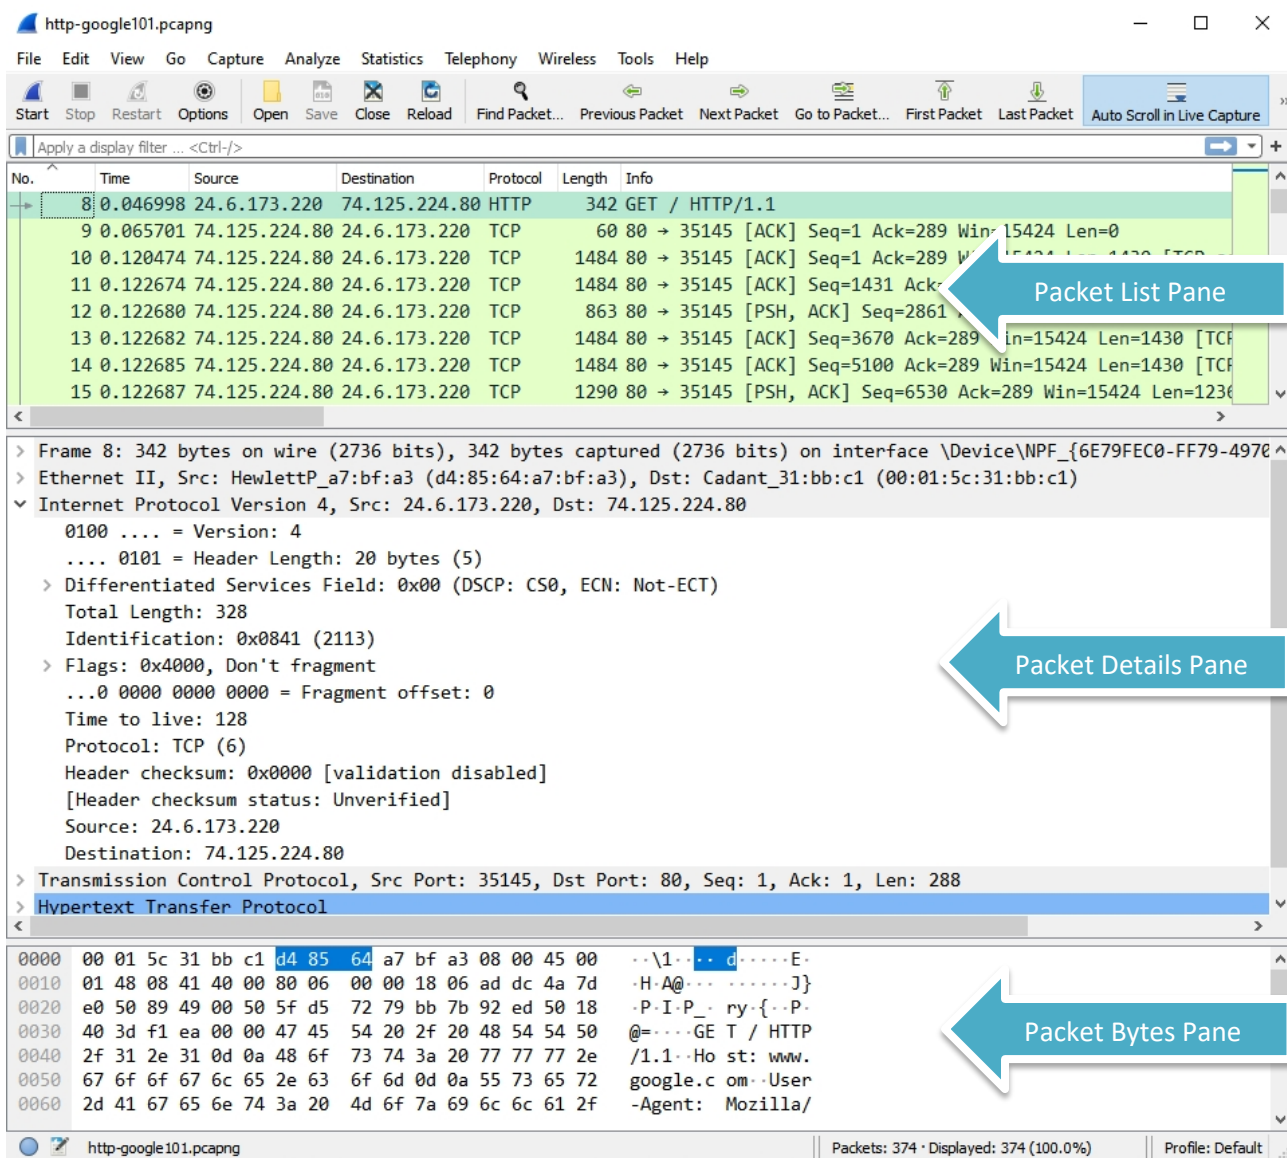 http-google101.pcapng
File Edit View Go Capture Analyze Statistics Telephony Wireless Tools Help
Start Stop Restart Options Open Save Close Reload Find Packet... Previous Packet Next Packet Go to Packet... First Packet Last Packet Auto Scroll in Live Capture
Apply a display filter ... <Ctrl-/>
No. Time Source Destination Protocol Length Info
8 0.046998 24.6.173.220 74.125.224.80 HTTP 342 GET / HTTP/1.1
9 0.065701 74.125.224.80 24.6.173.220 TCP 60 80 → 35145 [ACK] Seq=1 Ack=289 Win=15424 Len=0
10 0.120474 74.125.224.80 24.6.173.220 TCP 1484 80 → 35145 [ACK] Seq=1 Ack=289
11 0.122674 74.125.224.80 24.6.173.220 TCP 1484 80 → 35145 [ACK] Seq=1431
12 0.122680 74.125.224.80 24.6.173.220 TCP 863 80 → 35145 [PSH, ACK] Seq=2861
13 0.122682 74.125.224.80 24.6.173.220 TCP 1484 80 → 35145 [ACK] Seq=3670 Ack=289 Win=15424 Len=1430 [TCP
14 0.122685 74.125.224.80 24.6.173.220 TCP 1484 80 → 35145 [ACK] Seq=5100 Ack=289 Win=15424 Len=1430 [TCP
15 0.122687 74.125.224.80 24.6.173.220 TCP 1290 80 → 35145 [PSH, ACK] Seq=6530 Ack=289 Win=15424 Len=1236
Packet List Pane
Frame 8: 342 bytes on wire (2736 bits), 342 bytes captured (2736 bits) on interface \Device\NPF_{6E79FEC0-FF79-4970
Ethernet II, Src: HewlettP_a7:bf:a3 (d4:85:64:a7:bf:a3), Dst: Cadant_31:bb:c1 (00:01:5c:31:bb:c1)
Internet Protocol Version 4, Src: 24.6.173.220, Dst: 74.125.224.80
0100 .... = Version: 4
.... 0101 = Header Length: 20 bytes (5)
Differentiated Services Field: 0x00 (DSCP: CS0, ECN: Not-ECT)
Total Length: 328
Identification: 0x0841 (2113)
Flags: 0x4000, Don't fragment
...0 0000 0000 0000 = Fragment offset: 0
Time to live: 128
Protocol: TCP (6)
Header checksum: 0x0000 [validation disabled]
[Header checksum status: Unverified]
Source: 24.6.173.220
Destination: 74.125.224.80
Transmission Control Protocol, Src Port: 35145, Dst Port: 80, Seq: 1, Ack: 1, Len: 288
Hypertext Transfer Protocol
Packet Details Pane
0000 00 01 5c 31 bb c1 d4 85 64 a7 bf a3 08 00 45 00 ··\1···· d·····E·
0010 01 48 08 41 40 00 80 06 00 00 18 06 ad dc 4a 7d ·H·A@··· ······J}
0020 e0 50 89 49 00 50 5f d5 72 79 bb 7b 92 ed 50 18 ·P·I·P_· ry·{··P·
0030 40 3d f1 ea 00 00 47 45 54 20 2f 20 48 54 54 50 @=····GE T / HTTP
0040 2f 31 2e 31 0d 0a 48 6f 73 74 3a 20 77 77 77 2e /1.1··Ho st: www.
0050 67 6f 6f 67 6c 65 2e 63 6f 6d 0d 0a 55 73 65 72 google.c om··User
0060 2d 41 67 65 6e 74 3a 20 4d 6f 7a 69 6c 6c 61 2f -Agent: Mozilla/
Packet Bytes Pane
http-google101.pcapng Packets: 374 · Displayed: 374 (100.0%) Profile: Default